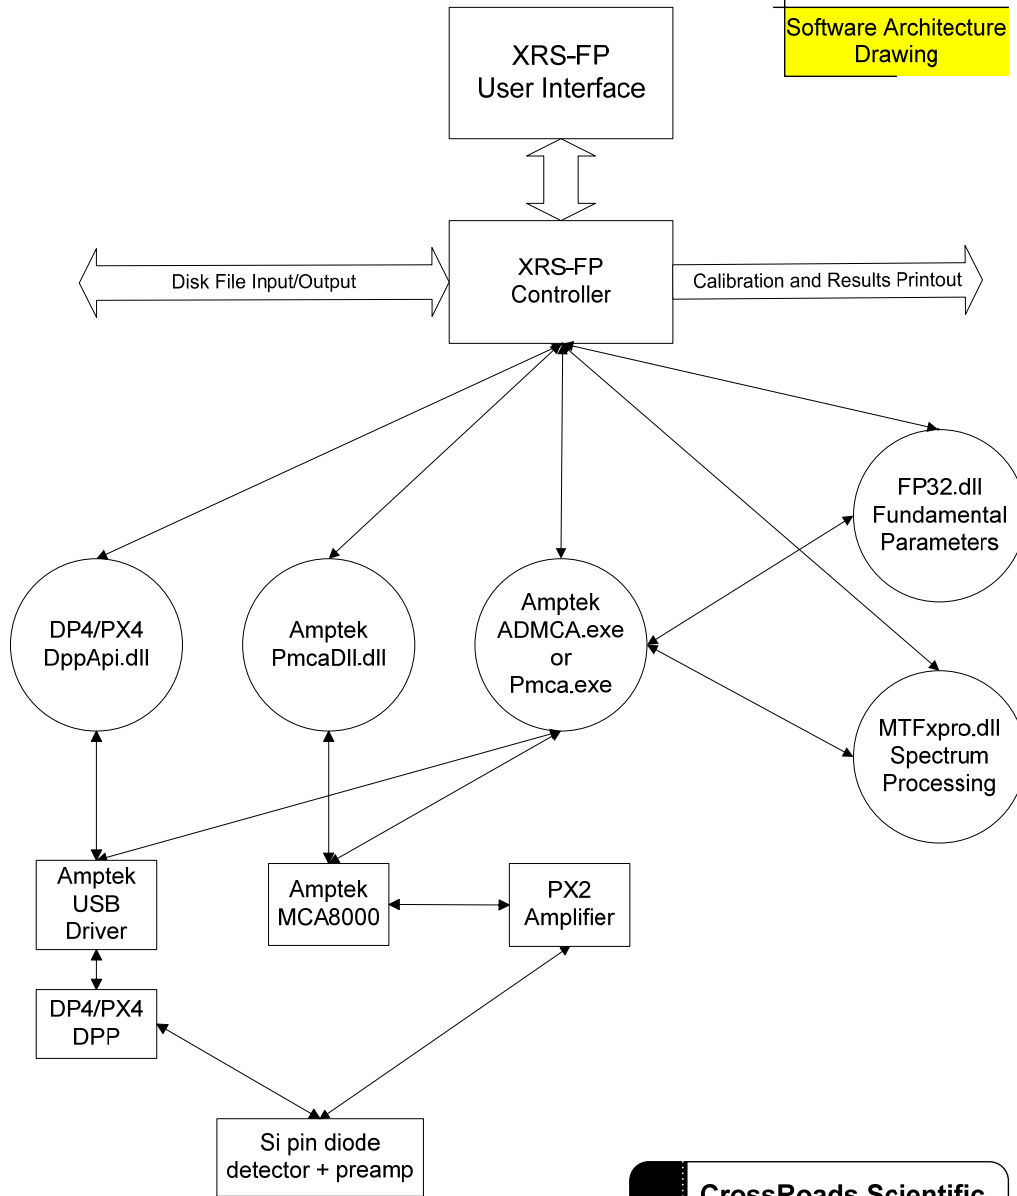 Software Architecture
Drawing
XRS-FP
User Interface
Disk File Input/Output
XRS-FP
Controller
Calibration and Results Printout
FP32.dll
Fundamental
Parameters
DP4/PX4
DppApi.dll
Amptek
PmcaDll.dll
Amptek
ADMCA.exe
or
Pmca.exe
MTFxpro.dll
Spectrum
Processing
Amptek
USB
Driver
Amptek
MCA8000
PX2
Amplifier
DP4/PX4
DPP
Si pin diode
detector + preamp
CrossRoads Scientific